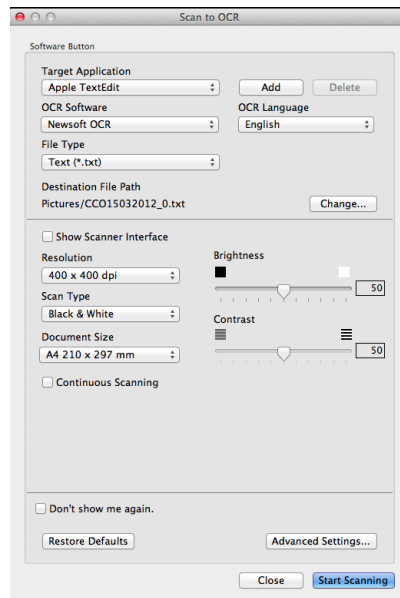 Scan to OCR
Software Button
Target Application
Apple TextEdit
Add
Delete
OCR Software
OCR Language
Newsoft OCR
English
File Type
Text (*.txt)
Destination File Path
Pictures/CCO15032012_0.txt
Change...
Show Scanner Interface
Resolution
Brightness
400 x 400 dpi
50
Scan Type
Black & White
Contrast
Document Size
A4 210 x 297 mm
50
Continuous Scanning
Don't show me again.
Restore Defaults
Advanced Settings...
Close
Start Scanning